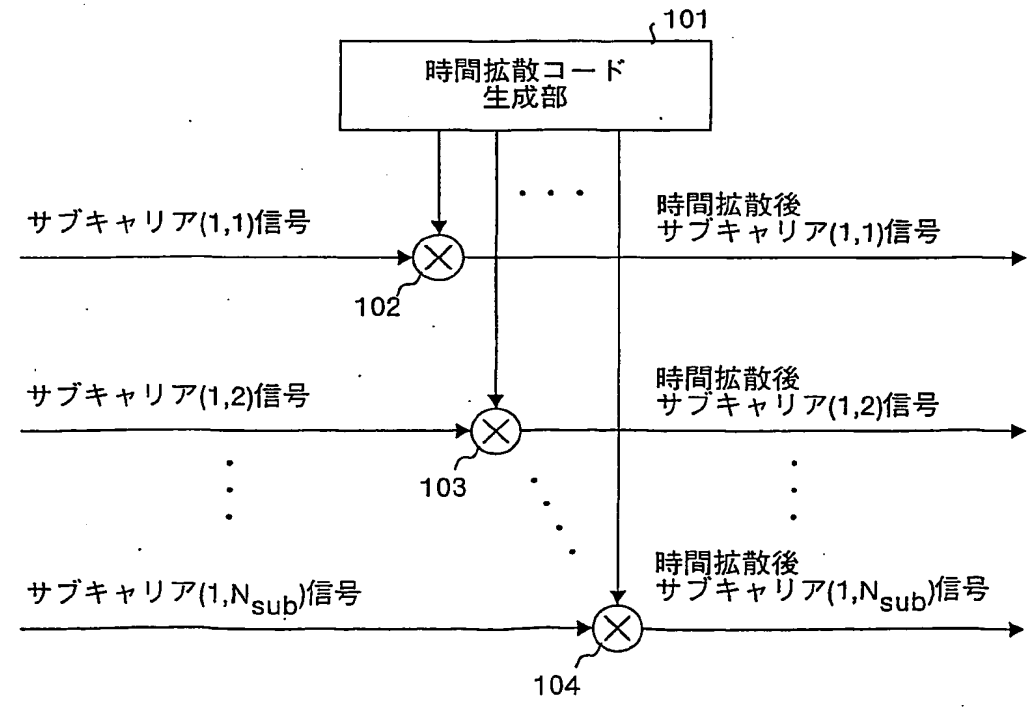 101
時間拡散コード
生成部
サブキャリア(1,1)信号
時間拡散後
サブキャリア(1,1)信号
102
サブキャリア(1,2)信号
時間拡散後
サブキャリア(1,2)信号
103
サブキャリア(1,Nsub)信号
時間拡散後
サブキャリア(1,Nsub)信号
104